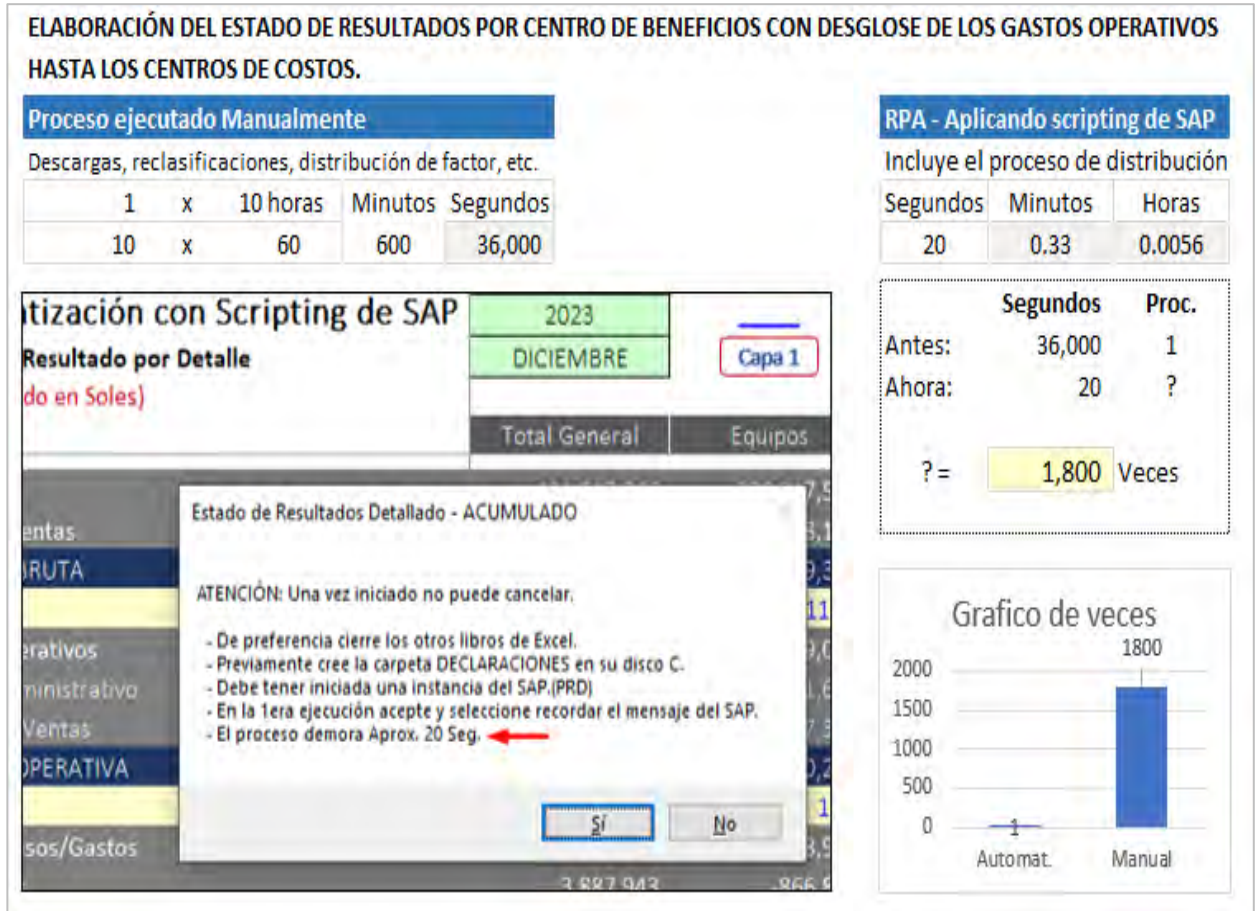 ELABORACIÓN DEL ESTADO DE RESULTADOS POR CENTRO DE BENEFICIOS CON DESGLOSE DE LOS GASTOS OPERATIVOS
HASTA LOS CENTROS DE COSTOS.
Proceso ejecutado Manualmente
Descargas, reclasificaciones, distribución de factor, etc.
1 x 10 horas Minutos Segundos
10 x 60 600 36,000
RPA - Aplicando scripting de SAP
Incluye el proceso de distribución
Segundos Minutos Horas
20 0.33 0.0056
Segundos Proc.
Antes: 36,000 1
Ahora: 20 ?
? = 1,800 Veces
tización con Scripting de SAP 2023
Resultado por Detalle DICIEMBRE Capa 1
do en Soles)
Total General Equipos
entas
BRUTA
11
erativos
ministrativo
Ventas
OPERATIVA
1
sos/Gastos
3,887,943 -866,
Estado de Resultados Detallado - ACUMULADO
ATENCIÓN: Una vez iniciado no puede cancelar.
- De preferencia cierre los otros libros de Excel.
- Previamente cree la carpeta DECLARACIONES en su disco C.
- Debe tener iniciada una instancia del SAP.(PRD)
- En la 1era ejecución acepte y seleccione recordar el mensaje del SAP.
- El proceso demora Aprox. 20 Seg.
Sí No
Grafico de veces
1800
2000
1500
1000
500
0
1
Automat. Manual